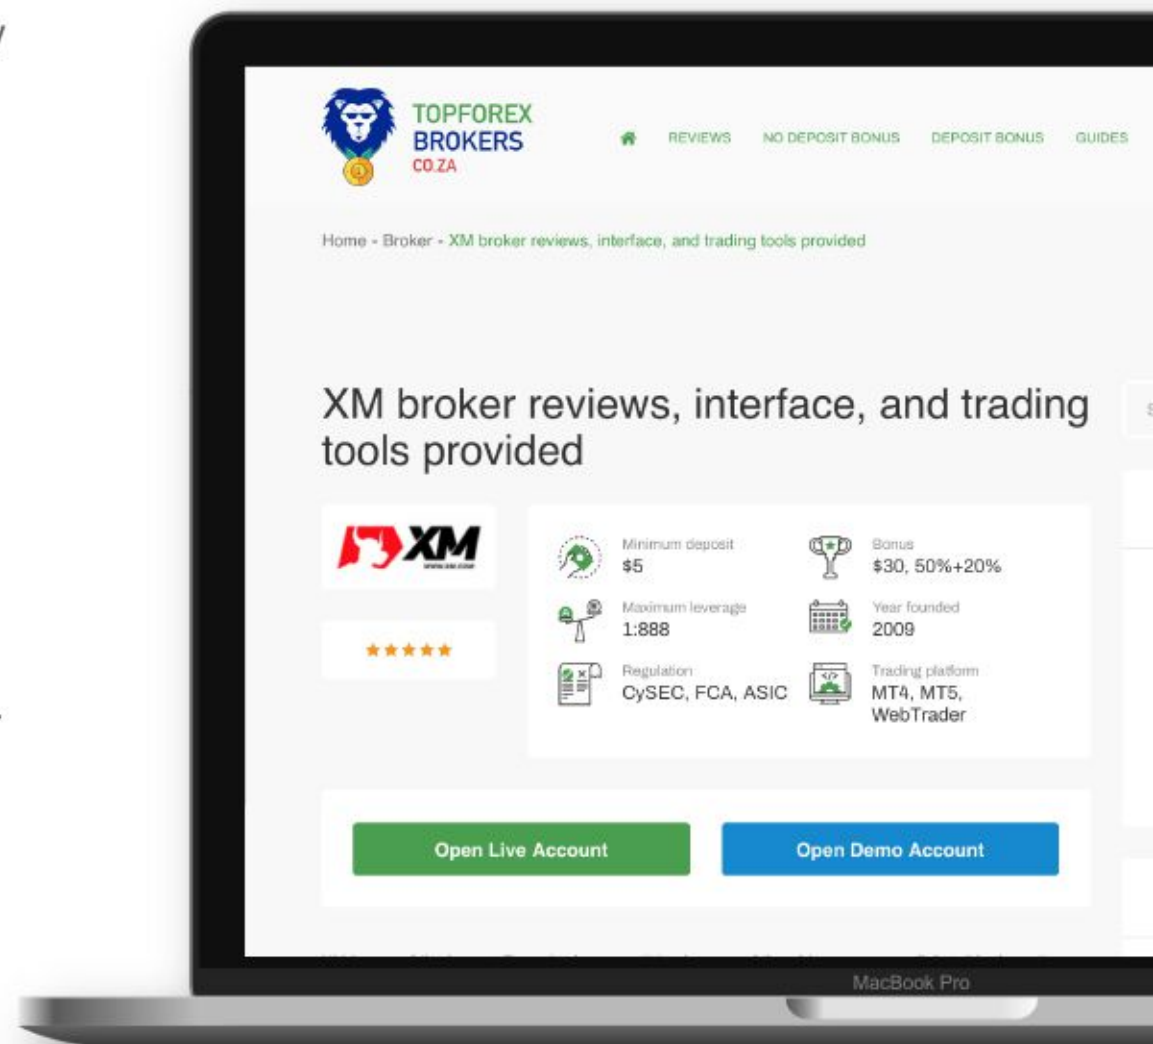 TOPFOREX
BROKERS
CO.ZA
REVIEWS NO DEPOSIT BONUS DEPOSIT BONUS GUIDES
Home - Broker - XM broker reviews, interface, and trading tools provided
XM broker reviews, interface, and trading
tools provided
XM
Minimum deposit
$5
Bonus
$30, 50%+20%
Maximum leverage
1:888
Year founded
2009
Regulation
CySEC, FCA, ASIC
Trading platform
MT4, MT5,
WebTrader
Open Live Account
Open Demo Account
MacBook Pro